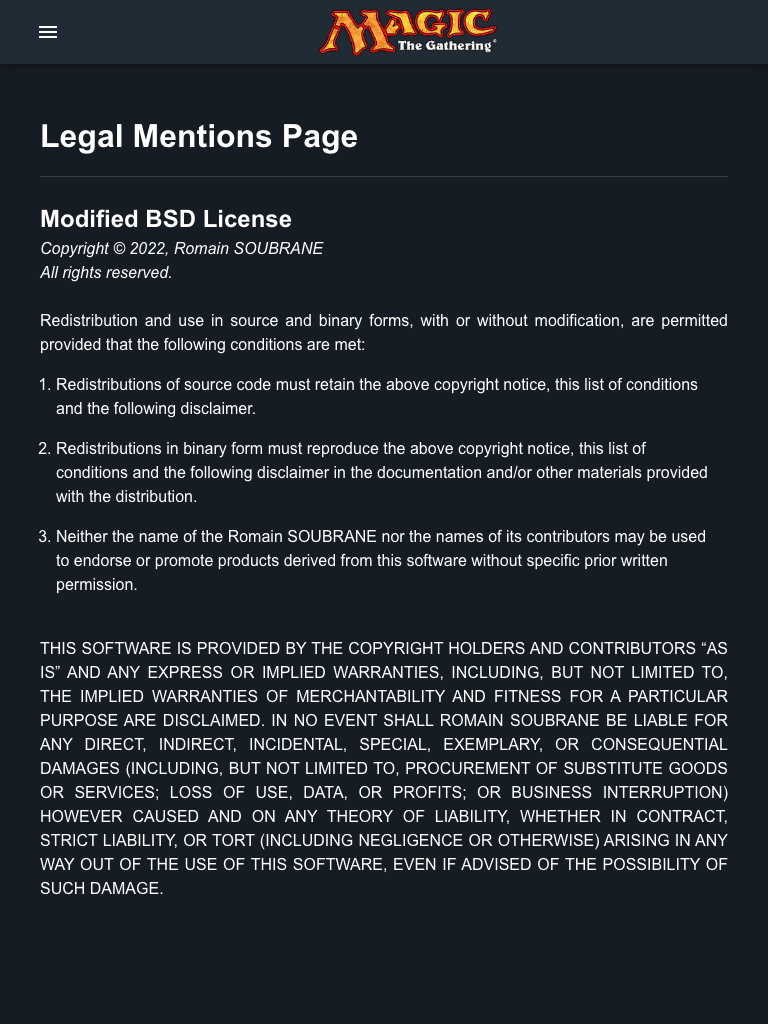 MAGIC
The Gathering®
Legal Mentions Page
Modified BSD License
Copyright © 2022, Romain SOUBRANE
All rights reserved.
Redistribution and use in source and binary forms, with or without modification, are permitted
provided that the following conditions are met:
1. Redistributions of source code must retain the above copyright notice, this list of conditions
and the following disclaimer.
2. Redistributions in binary form must reproduce the above copyright notice, this list of
conditions and the following disclaimer in the documentation and/or other materials provided
with the distribution.
3. Neither the name of the Romain SOUBRANE nor the names of its contributors may be used
to endorse or promote products derived from this software without specific prior written
permission.
THIS SOFTWARE IS PROVIDED BY THE COPYRIGHT HOLDERS AND CONTRIBUTORS “AS
IS” AND ANY EXPRESS OR IMPLIED WARRANTIES, INCLUDING, BUT NOT LIMITED TO,
THE IMPLIED WARRANTIES OF MERCHANTABILITY AND FITNESS FOR A PARTICULAR
PURPOSE ARE DISCLAIMED. IN NO EVENT SHALL ROMAIN SOUBRANE BE LIABLE FOR
ANY DIRECT, INDIRECT, INCIDENTAL, SPECIAL, EXEMPLARY, OR CONSEQUENTIAL
DAMAGES (INCLUDING, BUT NOT LIMITED TO, PROCUREMENT OF SUBSTITUTE GOODS
OR SERVICES; LOSS OF USE, DATA, OR PROFITS; OR BUSINESS INTERRUPTION)
HOWEVER CAUSED AND ON ANY THEORY OF LIABILITY, WHETHER IN CONTRACT,
STRICT LIABILITY, OR TORT (INCLUDING NEGLIGENCE OR OTHERWISE) ARISING IN ANY
WAY OUT OF THE USE OF THIS SOFTWARE, EVEN IF ADVISED OF THE POSSIBILITY OF
SUCH DAMAGE.